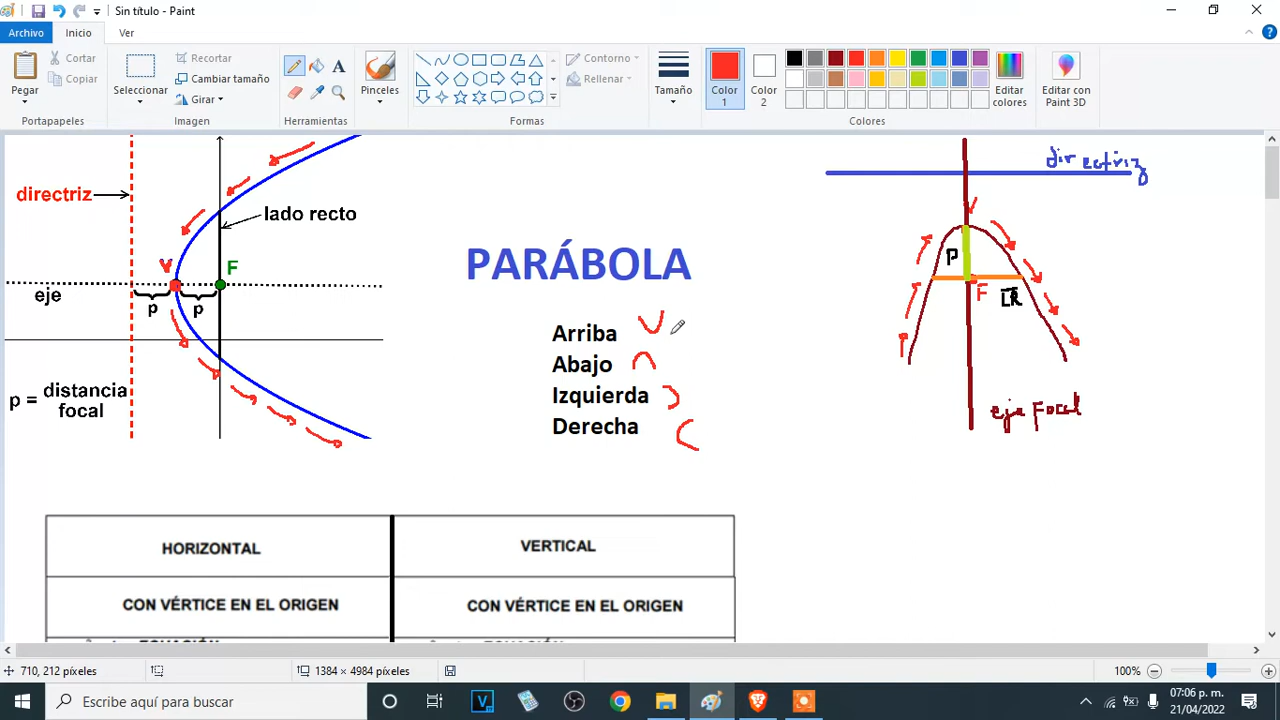 Sin título - Paint
Archivo Inicio Ver
Pegar
Cortar
Copiar
Portapapeles
Seleccionar
Recortar
Cambiar tamaño
Girar
Imagen
A
Herramientas
Pinceles
Contorno
Rellenar
Formas
Tamaño
Color 1
Color 2
Editar colores
Editar con Paint 3D
Colores
directriz
lado recto
V
F
eje
p
p
p = distancia focal
PARÁBOLA
Arriba
Abajo
Izquierda
Derecha
directriz
V
P
F
LR
eje Focal
HORIZONTAL VERTICAL
CON VÉRTICE EN EL ORIGEN CON VÉRTICE EN EL ORIGEN
710, 212 píxeles
1384 × 4984 píxeles
100%
Escribe aquí para buscar
07:06 p. m.
21/04/2022